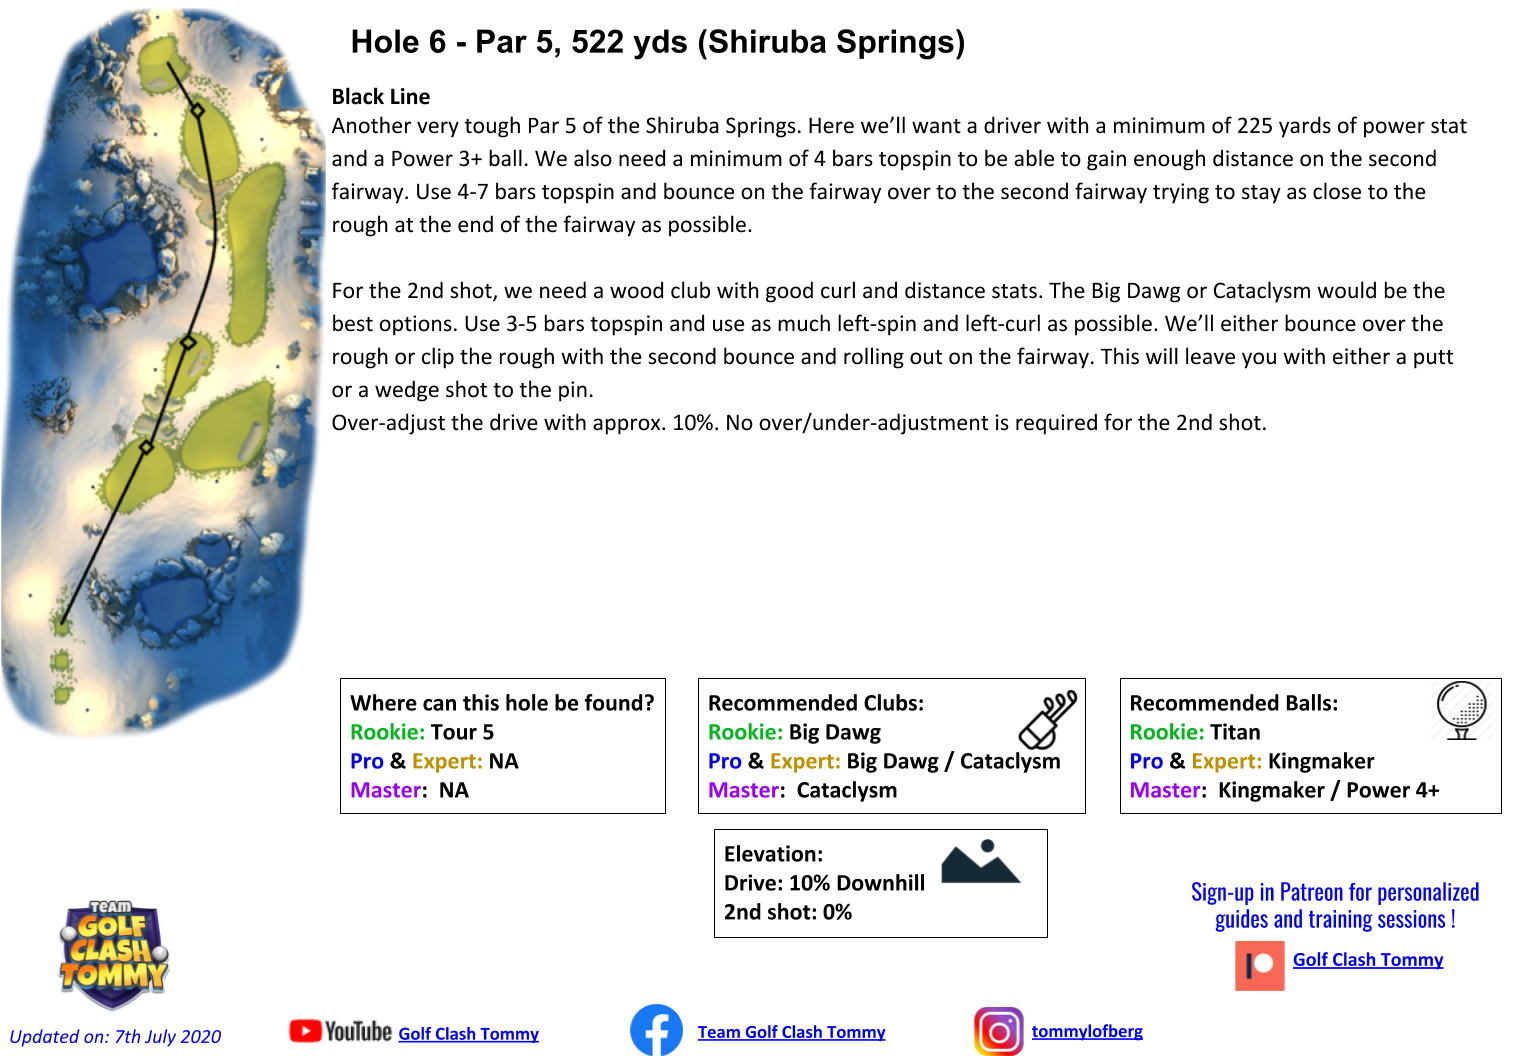 Hole 6 - Par 5, 522 yds (Shiruba Springs)
Black Line
Another very tough Par 5 of the Shiruba Springs. Here we’ll want a driver with a minimum of 225 yards of power stat
and a Power 3+ ball. We also need a minimum of 4 bars topspin to be able to gain enough distance on the second
fairway. Use 4-7 bars topspin and bounce on the fairway over to the second fairway trying to stay as close to the
rough at the end of the fairway as possible.
For the 2nd shot, we need a wood club with good curl and distance stats. The Big Dawg or Cataclysm would be the
best options. Use 3-5 bars topspin and use as much left-spin and left-curl as possible. We’ll either bounce over the
rough or clip the rough with the second bounce and rolling out on the fairway. This will leave you with either a putt
or a wedge shot to the pin.
Over-adjust the drive with approx. 10%. No over/under-adjustment is required for the 2nd shot.
Where can this hole be found?
Rookie: Tour 5
Pro & Expert: NA
Master:  NA
Recommended Clubs:
Rookie: Big Dawg
Pro & Expert: Big Dawg / Cataclysm
Master:  Cataclysm
Recommended Balls:
Rookie: Titan
Pro & Expert: Kingmaker
Master:  Kingmaker / Power 4+
Elevation:
Drive: 10% Downhill
2nd shot: 0%
Sign-up in Patreon for personalized
guides and training sessions !
Golf Clash Tommy
TEAM
GOLF
CLASH
TOMMY
Updated on: 7th July 2020
YouTube Golf Clash Tommy
Team Golf Clash Tommy
tommylofberg